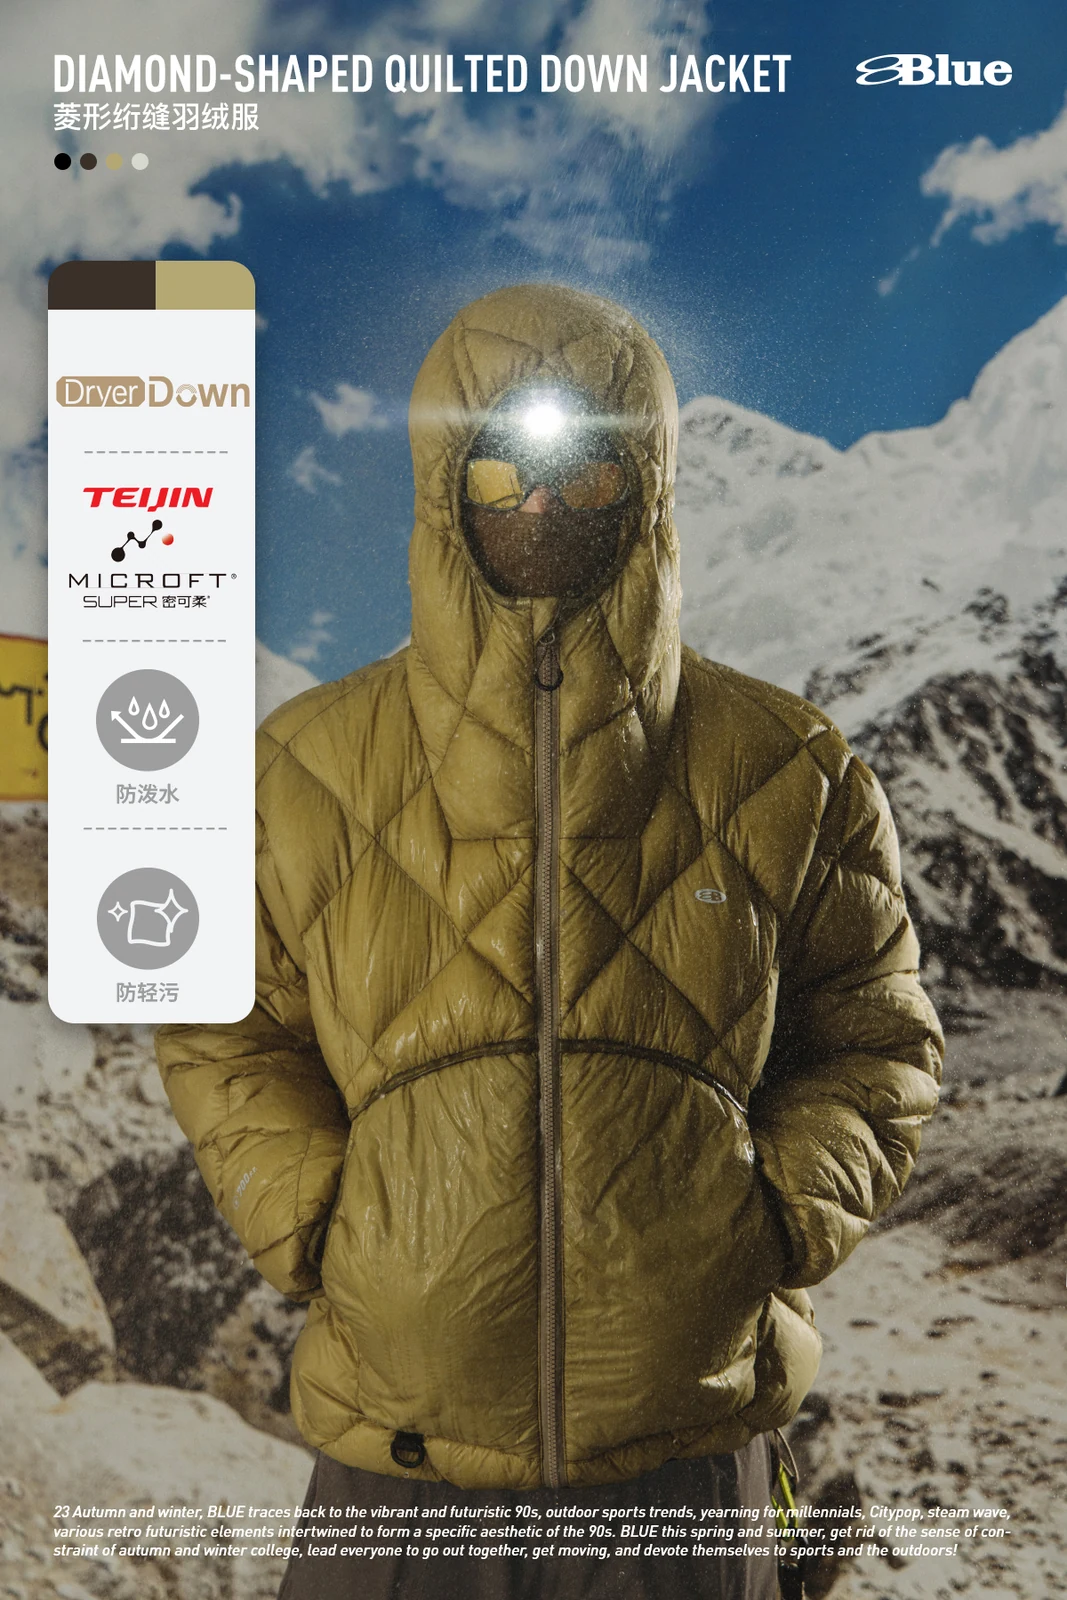 DIAMOND-SHAPED QUILTED DOWN JACKET
Blue
菱形绗缝羽绒服
DryerDown
TEIJIN
MICROFT®
SUPER 密可柔®
防泼水
防轻污
23 Autumn and winter, BLUE traces back to the vibrant and futuristic 90s, outdoor sports trends, yearning for millennials, Citypop, steam wave,
various retro futuristic elements intertwined to form a specific aesthetic of the 90s. BLUE this spring and summer, get rid of the sense of con-
straint of autumn and winter college, lead everyone to go out together, get moving, and devote themselves to sports and the outdoors!